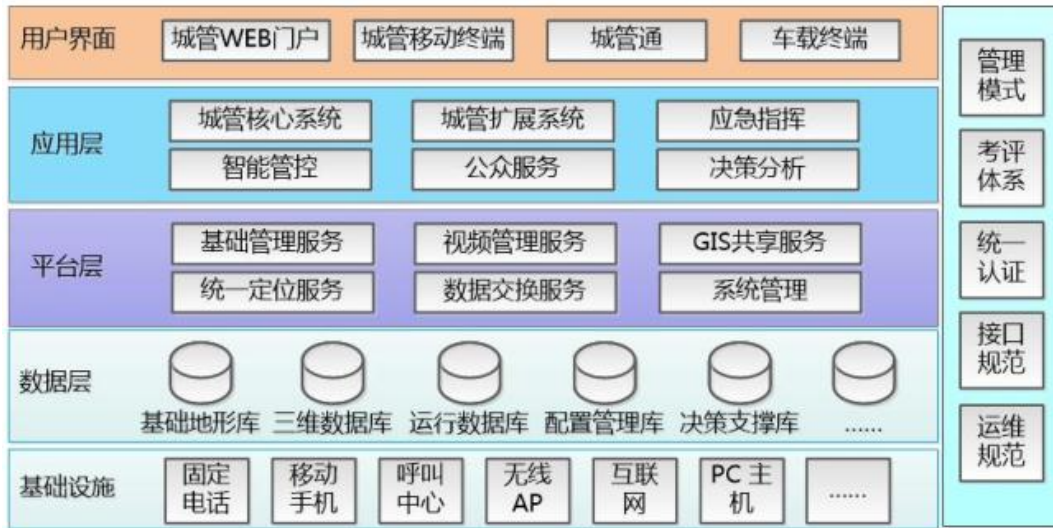 用户界面
城管WEB门户
城管移动终端
城管通
车载终端
应用层
城管核心系统
城管扩展系统
应急指挥
智能管控
公众服务
决策分析
平台层
基础管理服务
视频管理服务
GIS共享服务
统一定位服务
数据交换服务
系统管理
数据层
基础地形库
三维数据库
运行数据库
配置管理库
决策支撑库
……
基础设施
固定
电话
移动
手机
呼叫
中心
无线
AP
互联
网
PC 主
机
……
管理
模式
考评
体系
统一
认证
接口
规范
运维
规范